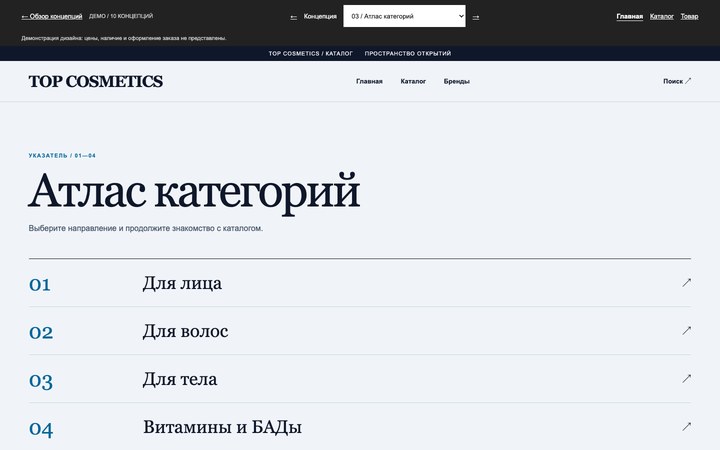 ← Обзор концепций ДЕМО / 10 КОНЦЕПЦИЙ ← Концепция 03 / Атлас категорий → Главная Каталог Товар
Демонстрация дизайна: цены, наличие и оформление заказа не представлены.
TOP COSMETICS / КАТАЛОГ ПРОСТРАНСТВО ОТКРЫТИЙ
TOP COSMETICS Главная Каталог Бренды Поиск ↗
УКАЗАТЕЛЬ / 01—04
Атлас категорий
Выберите направление и продолжите знакомство с каталогом.
01 Для лица ↗
02 Для волос ↗
03 Для тела ↗
04 Витамины и БАДы ↗